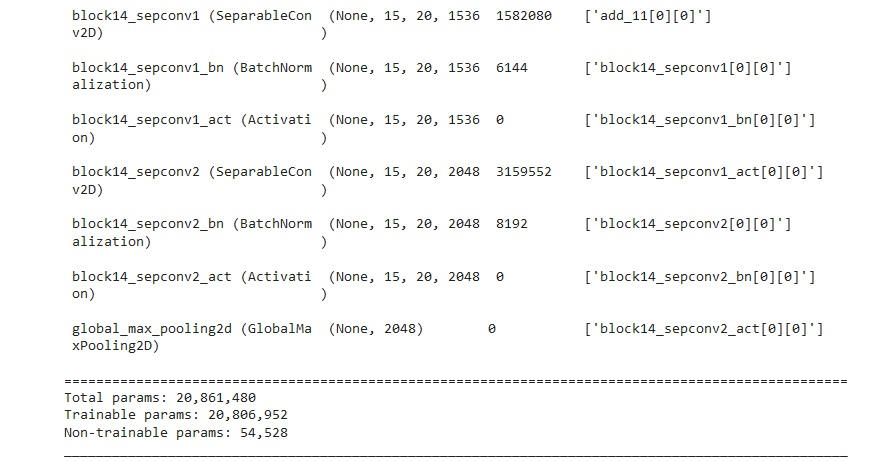 block14_sepconv1 (SeparableCon  (None, 15, 20, 1536  1582080    ['add_11[0][0]']
v2D)                            )
block14_sepconv1_bn (BatchNorm  (None, 15, 20, 1536  6144       ['block14_sepconv1[0][0]']
alization)                      )
block14_sepconv1_act (Activati  (None, 15, 20, 1536  0          ['block14_sepconv1_bn[0][0]']
on)                             )
block14_sepconv2 (SeparableCon  (None, 15, 20, 2048  3159552    ['block14_sepconv1_act[0][0]']
v2D)                            )
block14_sepconv2_bn (BatchNorm  (None, 15, 20, 2048  8192       ['block14_sepconv2[0][0]']
alization)                      )
block14_sepconv2_act (Activati  (None, 15, 20, 2048  0          ['block14_sepconv2_bn[0][0]']
on)                             )
global_max_pooling2d (GlobalMa  (None, 2048)        0           ['block14_sepconv2_act[0][0]']
xPooling2D)
==================================================================================================
Total params: 20,861,480
Trainable params: 20,806,952
Non-trainable params: 54,528
__________________________________________________________________________________________________